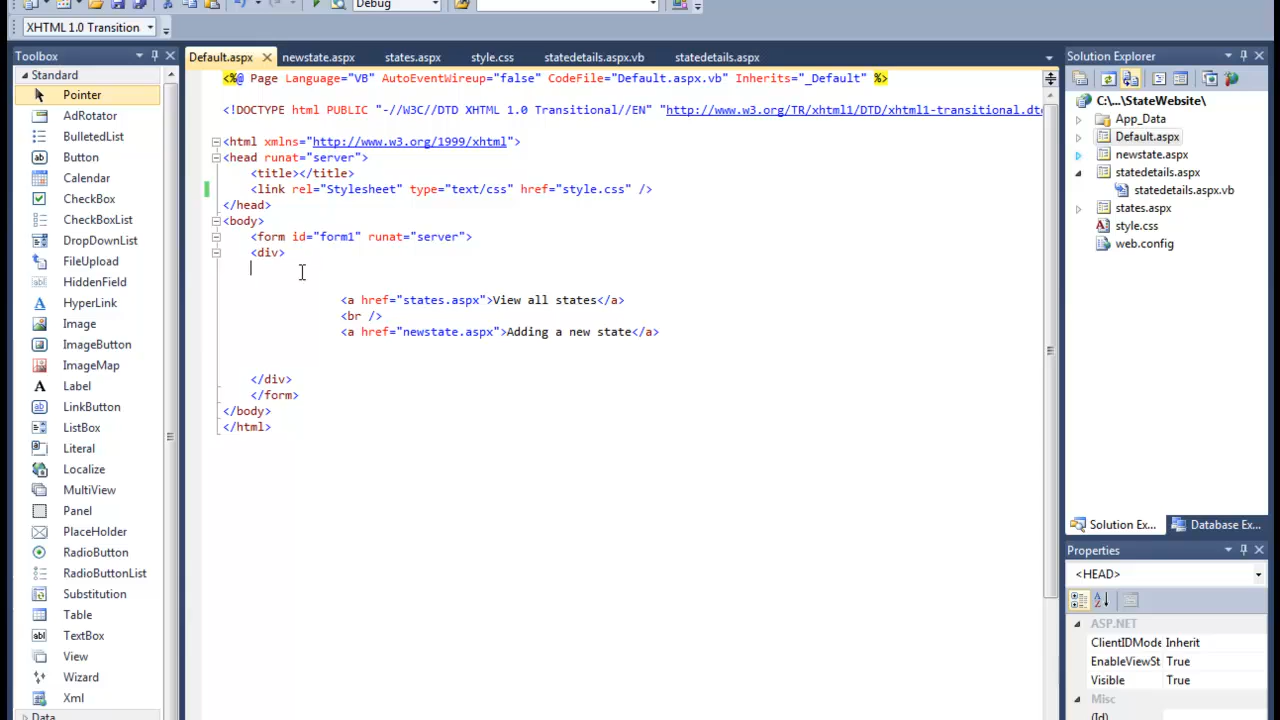 Debug
XHTML 1.0 Transition
Toolbox
Standard
Pointer
AdRotator
BulletedList
Button
Calendar
CheckBox
CheckBoxList
DropDownList
FileUpload
HiddenField
HyperLink
Image
ImageButton
ImageMap
Label
LinkButton
ListBox
Literal
Localize
MultiView
Panel
PlaceHolder
RadioButton
RadioButtonList
Substitution
Table
TextBox
View
Wizard
Xml
Data
Default.aspx newstate.aspx states.aspx style.css statedetails.aspx.vb statedetails.aspx
<%@ Page Language="VB" AutoEventWireup="false" CodeFile="Default.aspx.vb" Inherits="_Default" %>
<!DOCTYPE html PUBLIC "-//W3C//DTD XHTML 1.0 Transitional//EN" "http://www.w3.org/TR/xhtml1/DTD/xhtml1-transitional.dt
<html xmlns="http://www.w3.org/1999/xhtml">
<head runat="server">
<title></title>
<link rel="Stylesheet" type="text/css" href="style.css" />
</head>
<body>
<form id="form1" runat="server">
<div>
<a href="states.aspx">View all states</a>
<br />
<a href="newstate.aspx">Adding a new state</a>
</div>
</form>
</body>
</html>
Solution Explorer
C:\...\StateWebsite\
App_Data
Default.aspx
newstate.aspx
statedetails.aspx
statedetails.aspx.vb
states.aspx
style.css
web.config
Solution Ex... Database Ex...
Properties
<HEAD>
ASP.NET
ClientIDMode Inherit
EnableViewSt True
Visible True
Misc
(Id)